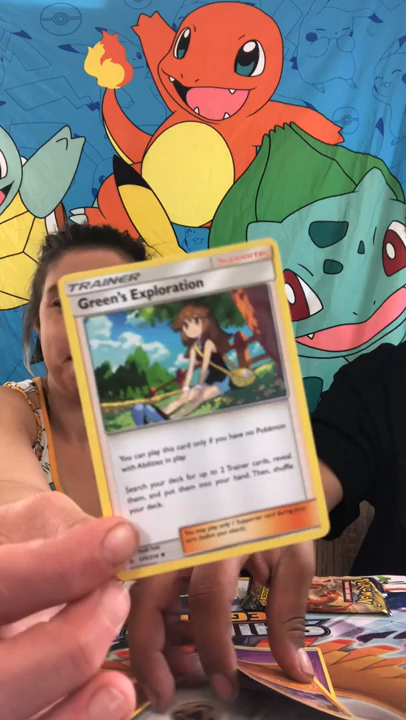 TRAINER
Supporter
Green's Exploration
You can play this card only if you have no Pokémon
with Abilities in play.
Search your deck for up to 2 Trainer cards, reveal
them, and put them into your hand. Then, shuffle
your deck.
You may play only 1 Supporter card during your
turn (before your attack).